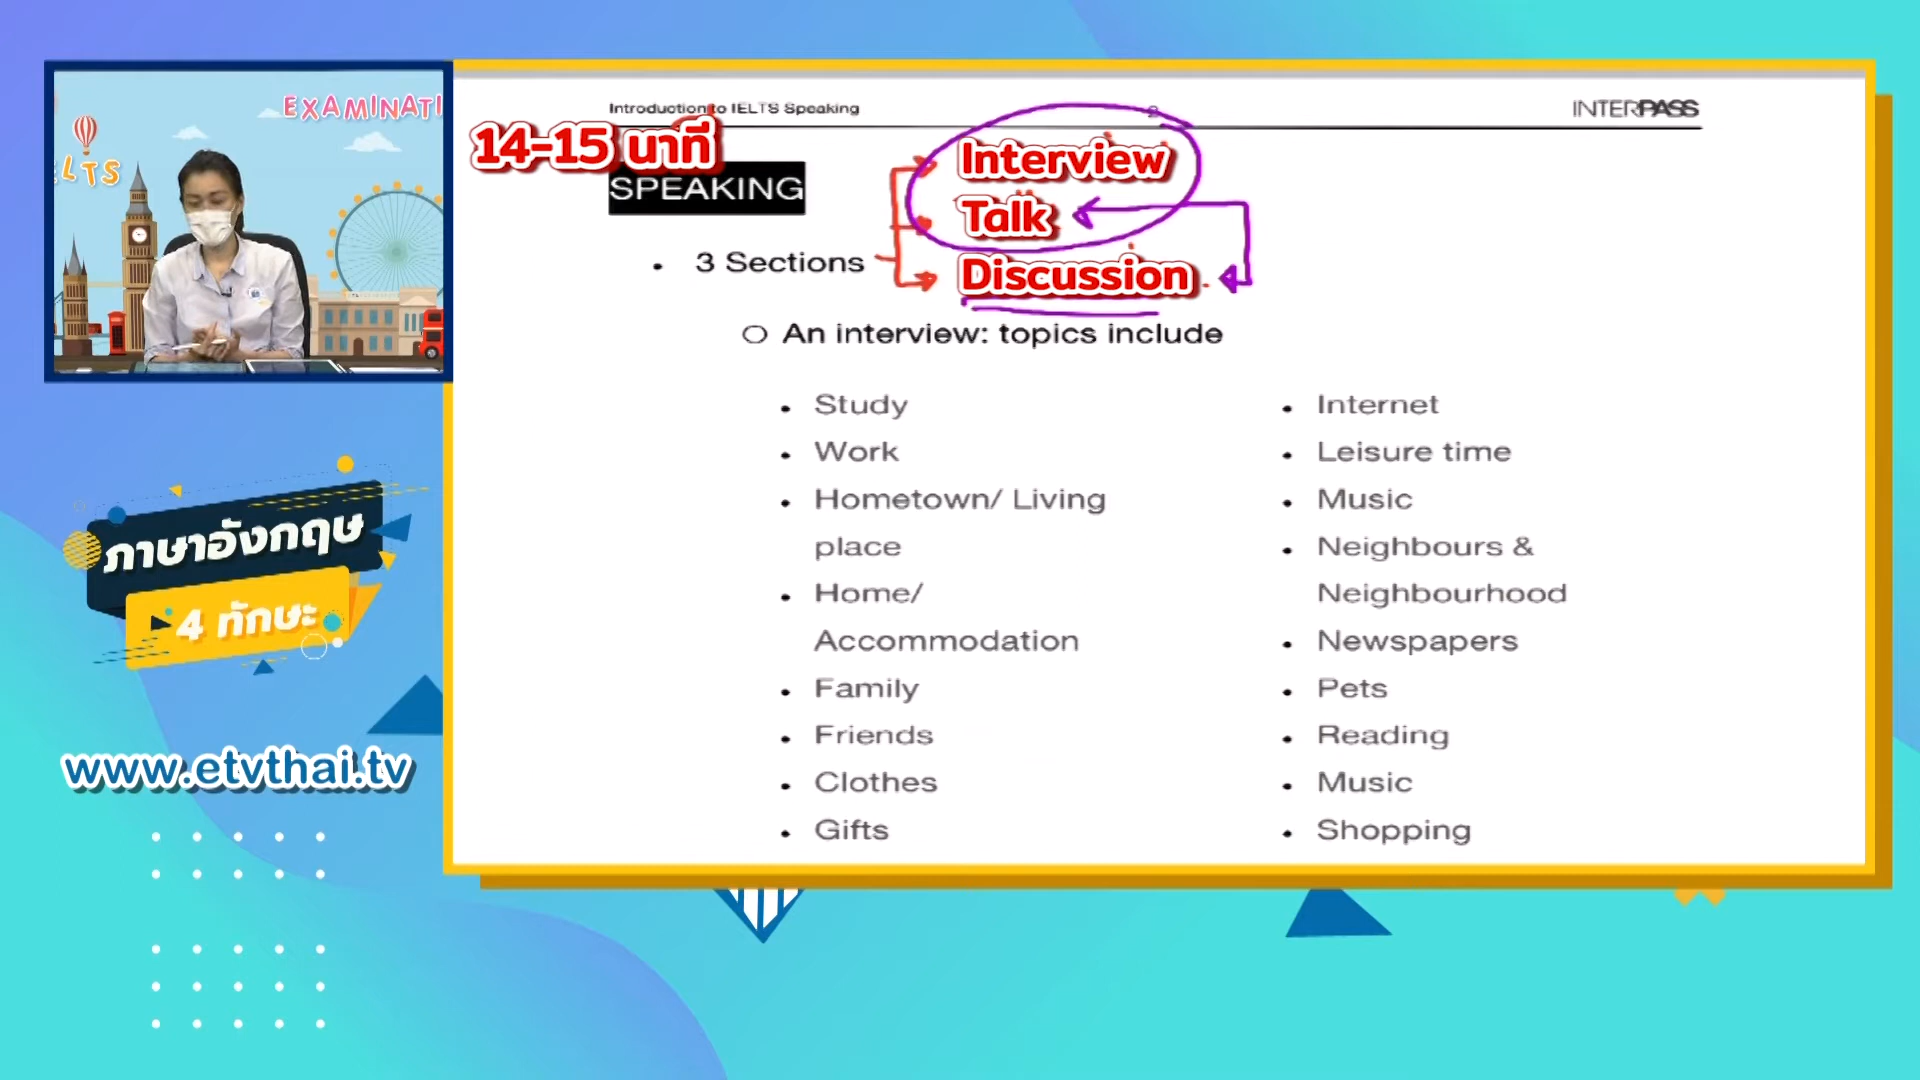 EXAMINATI
ELTS
ภาษาอังกฤษ
4 ทักษะ
www.etvthai.tv
Introduction to IELTS Speaking
2
INTERPASS
14-15 นาที
SPEAKING
Interview
Talk
3 Sections
Discussion
An interview: topics include
Study
Work
Hometown/ Living
place
Home/
Accommodation
Family
Friends
Clothes
Gifts
Internet
Leisure time
Music
Neighbours &
Neighbourhood
Newspapers
Pets
Reading
Music
Shopping